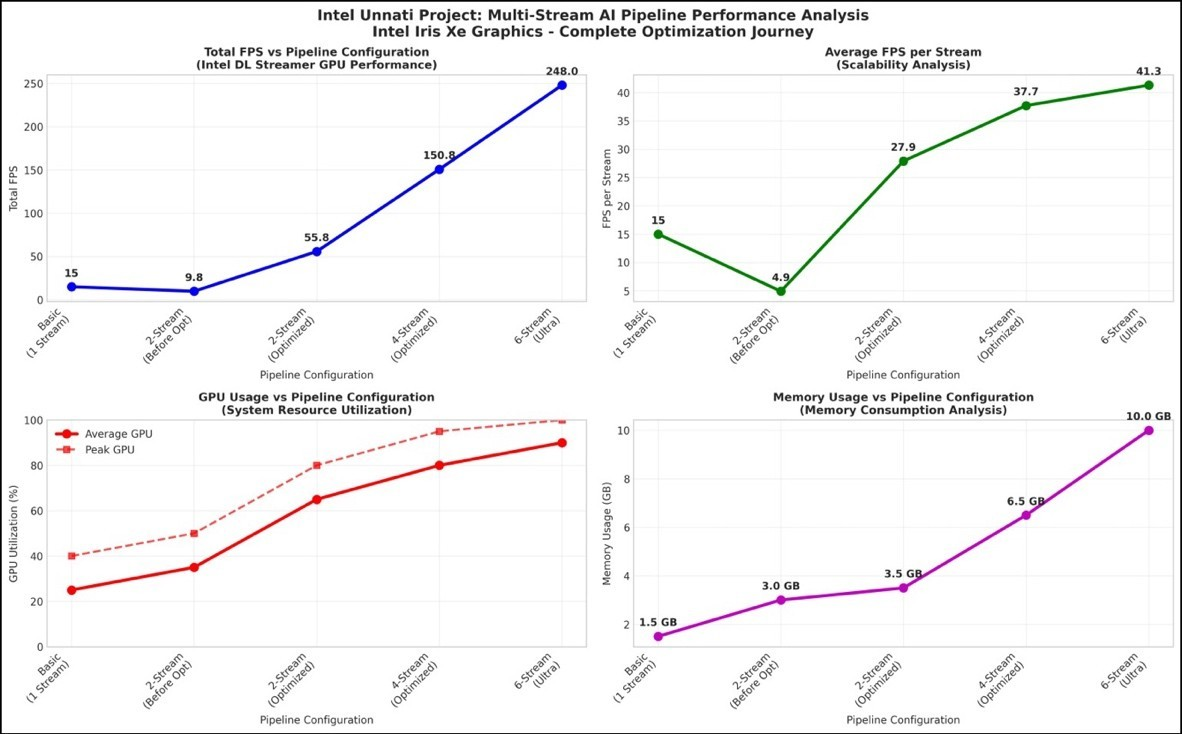 Intel Unnati Project: Multi-Stream AI Pipeline Performance Analysis
Intel Iris Xe Graphics - Complete Optimization Journey
Total FPS vs Pipeline Configuration
(Intel DL Streamer GPU Performance)
Total FPS
250
200
150
100
50
0
15
9.8
55.8
150.8
248.0
Basic
(1 Stream)
2-Stream
(Before Opt)
2-Stream
(Optimized)
4-Stream
(Optimized)
6-Stream
(Ultra)
Pipeline Configuration
Average FPS per Stream
(Scalability Analysis)
FPS per Stream
40
35
30
25
20
15
10
5
15
4.9
27.9
37.7
41.3
Basic
(1 Stream)
2-Stream
(Before Opt)
2-Stream
(Optimized)
4-Stream
(Optimized)
6-Stream
(Ultra)
Pipeline Configuration
GPU Usage vs Pipeline Configuration
(System Resource Utilization)
Average GPU
Peak GPU
GPU Utilization (%)
100
80
60
40
20
0
Basic
(1 Stream)
2-Stream
(Before Opt)
2-Stream
(Optimized)
4-Stream
(Optimized)
6-Stream
(Ultra)
Pipeline Configuration
Memory Usage vs Pipeline Configuration
(Memory Consumption Analysis)
Memory Usage (GB)
10
8
6
4
2
1.5 GB
3.0 GB
3.5 GB
6.5 GB
10.0 GB
Basic
(1 Stream)
2-Stream
(Before Opt)
2-Stream
(Optimized)
4-Stream
(Optimized)
6-Stream
(Ultra)
Pipeline Configuration